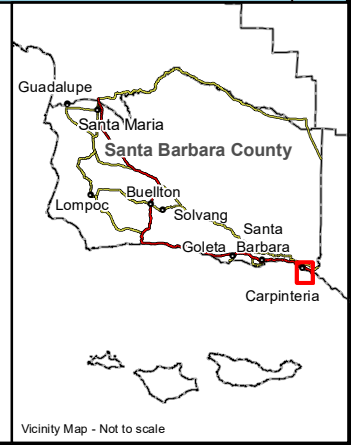 Guadalupe
Santa Maria
Santa Barbara County
Buellton
Lompoc
Solvang
Santa
Goleta Barbara
Carpinteria
Vicinity Map - Not to scale